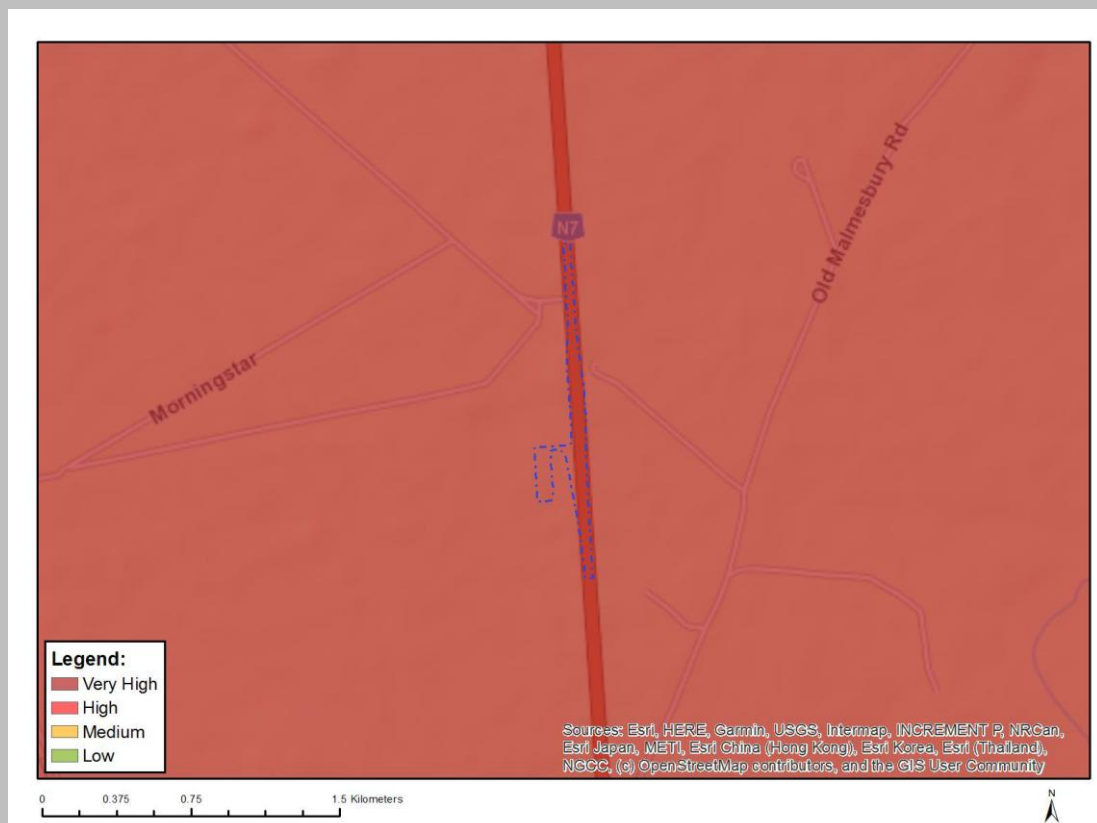 N7
Old Malmesbury Rd
Morningstar
Legend:
Very High
High
Medium
Low
Sources: Esri, HERE, Garmin, USGS, Intermap, INCREMENT P, NRCan,
Esri Japan, METI, Esri China (Hong Kong), Esri Korea, Esri (Thailand),
NGCC, (c) OpenStreetMap contributors, and the GIS User Community
0 0.375 0.75 1.5 Kilometers
N